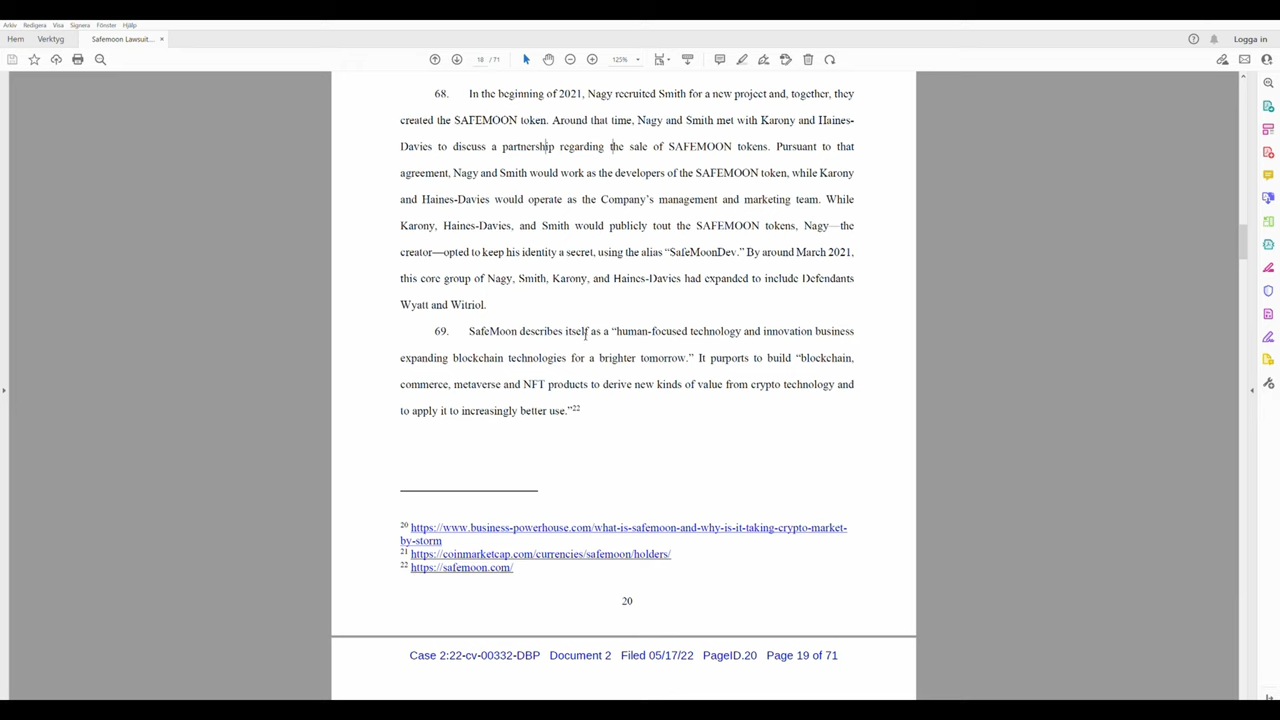 Arkiv Redigera Visa Signera Fönster Hjälp
Hem Verktyg Safemoon Lawsuit... × Logga in
18 / 71 125%
68. In the beginning of 2021, Nagy recruited Smith for a new project and, together, they
created the SAFEMOON token. Around that time, Nagy and Smith met with Karony and Haines-
Davies to discuss a partnership regarding the sale of SAFEMOON tokens. Pursuant to that
agreement, Nagy and Smith would work as the developers of the SAFEMOON token, while Karony
and Haines-Davies would operate as the Company's management and marketing team. While
Karony, Haines-Davies, and Smith would publicly tout the SAFEMOON tokens, Nagy—the
creator—opted to keep his identity a secret, using the alias “SafeMoonDev.” By around March 2021,
this core group of Nagy, Smith, Karony, and Haines-Davies had expanded to include Defendants
Wyatt and Witriol.
69. SafeMoon describes itself as a “human-focused technology and innovation business
expanding blockchain technologies for a brighter tomorrow.” It purports to build “blockchain,
commerce, metaverse and NFT products to derive new kinds of value from crypto technology and
to apply it to increasingly better use.”22
20 https://www.business-powerhouse.com/what-is-safemoon-and-why-is-it-taking-crypto-market-
by-storm
21 https://coinmarketcap.com/currencies/safemoon/holders/
22 https://safemoon.com/
20
Case 2:22-cv-00332-DBP Document 2 Filed 05/17/22 PageID.20 Page 19 of 71